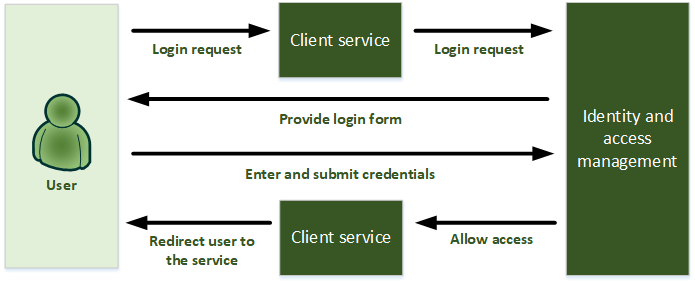 Login request
Client service
Login request
Provide login form
Identity and
access
management
User
Enter and submit credentials
Redirect user to
the service
Client service
Allow access